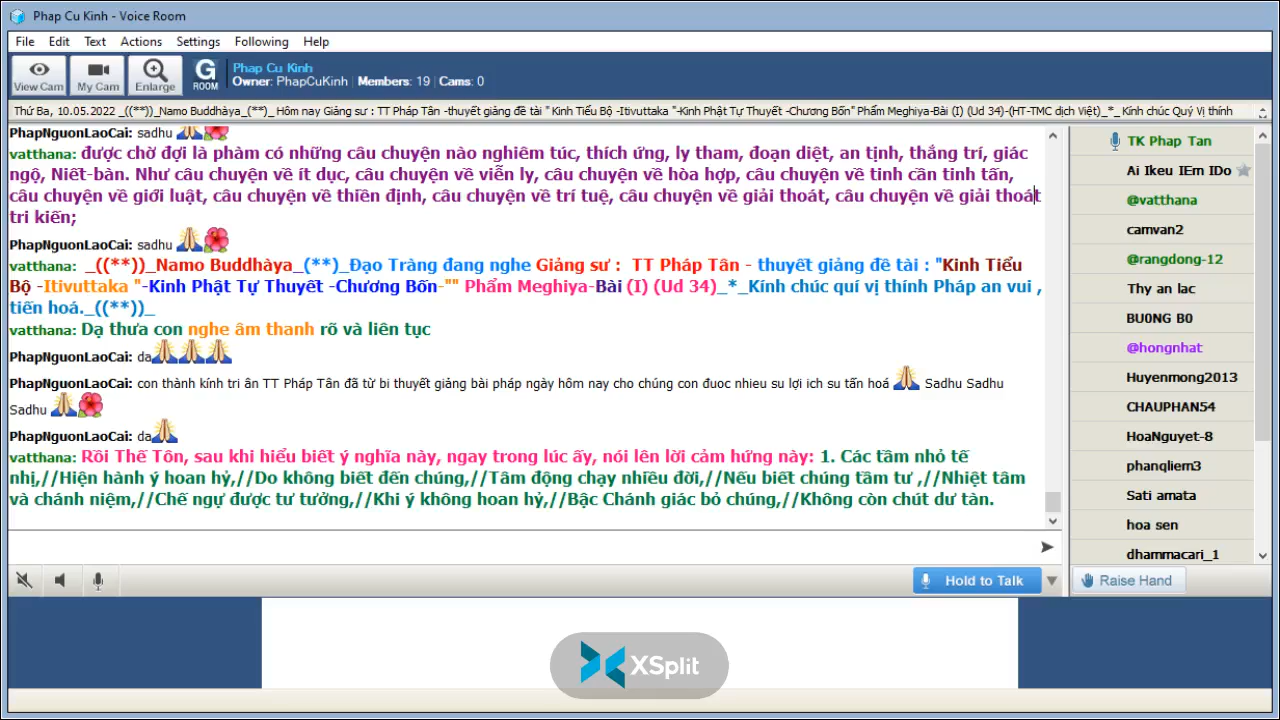 Phap Cu Kinh - Voice Room
File Edit Text Actions Settings Following Help
View Cam My Cam Enlarge G ROOM
Phap Cu Kinh
Owner: PhapCuKinh | Members: 19 | Cams: 0
Thứ Ba, 10.05.2022 _((**))_Namo Buddhàya_(**)_ Hôm nay Giảng sư : TT Pháp Tân -thuyết giảng đề tài " Kinh Tiểu Bộ -Itivuttaka "-Kinh Phật Tự Thuyết -Chương Bốn" Phẩm Meghiya-Bài (I) (Ud 34)-(HT-TMC dịch Việt)_*_ Kính chúc Quý Vị thính
PhapNguonLaoCai: sadhu
vatthana: được chờ đợi là phàm có những câu chuyện nào nghiêm túc, thích ứng, ly tham, đoạn diệt, an tịnh, thắng trí, giác
ngộ, Niết-bàn. Như câu chuyện về ít dục, câu chuyện về viễn ly, câu chuyện về hòa hợp, câu chuyện về tinh cần tinh tấn,
câu chuyện về giới luật, câu chuyện về thiền định, câu chuyện về trí tuệ, câu chuyện về giải thoát, câu chuyện về giải thoát
tri kiến;
PhapNguonLaoCai: sadhu
vatthana: _((**))_Namo Buddhàya_(**)_Đạo Tràng đang nghe Giảng sư : TT Pháp Tân - thuyết giảng đề tài : "Kinh Tiểu
Bộ -Itivuttaka "-Kinh Phật Tự Thuyết -Chương Bốn-"" Phẩm Meghiya-Bài (I) (Ud 34)_*_Kính chúc quí vị thính Pháp an vui ,
tiến hoá._((**))_
vatthana: Dạ thưa con nghe âm thanh rõ và liên tục
PhapNguonLaoCai: da
PhapNguonLaoCai: con thành kính tri ân TT Pháp Tân đã từ bi thuyết giảng bài pháp ngày hôm nay cho chúng con đuoc nhieu su lợi ich su tấn hoá Sadhu Sadhu
Sadhu
PhapNguonLaoCai: da
vatthana: Rồi Thế Tôn, sau khi hiểu biết ý nghĩa này, ngay trong lúc ấy, nói lên lời cảm hứng này: 1. Các tầm nhỏ tế
nhị,//Hiện hành ý hoan hỷ,//Do không biết đến chúng,//Tâm động chạy nhiều đời,//Nếu biết chúng tầm tư ,//Nhiệt tâm
và chánh niệm,//Chế ngự được tư tưởng,//Khi ý không hoan hỷ,//Bậc Chánh giác bỏ chúng,//Không còn chút dư tàn.
TK Phap Tan
Ai Ikeu IEm IDo
@vatthana
camvan2
@rangdong-12
Thy an lac
BU0NG B0
@hongnhat
Huyenmong2013
CHAUPHAN54
HoaNguyet-8
phanqliem3
Sati amata
hoa sen
dhammacari_1
Hold to Talk
Raise Hand
XSplit